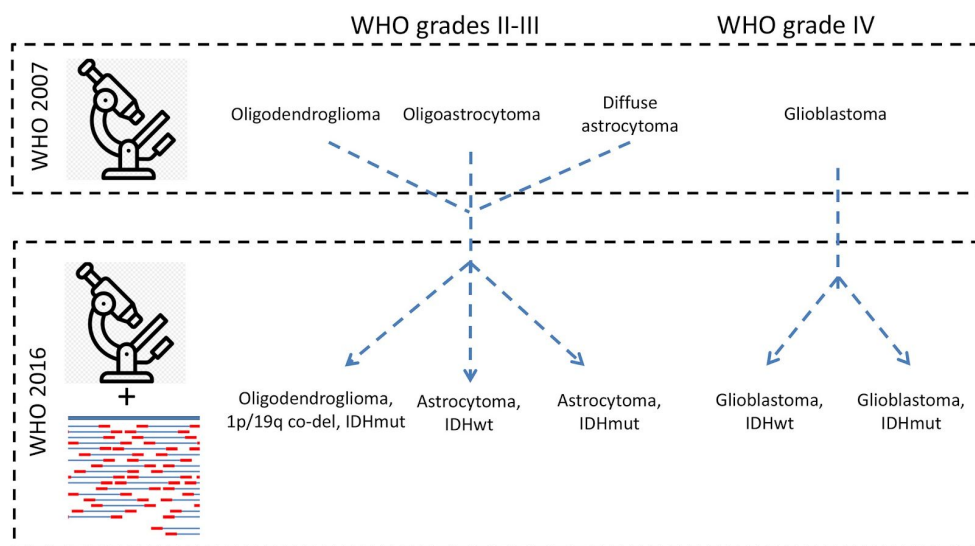 WHO grades II-III
WHO grade IV
WHO 2007
Oligodendroglioma
Oligoastrocytoma
Diffuse
astrocytoma
Glioblastoma
WHO 2016
+
Oligodendroglioma,
1p/19q co-del, IDHmut
Astrocytoma,
IDHwt
Astrocytoma,
IDHmut
Glioblastoma,
IDHwt
Glioblastoma,
IDHmut